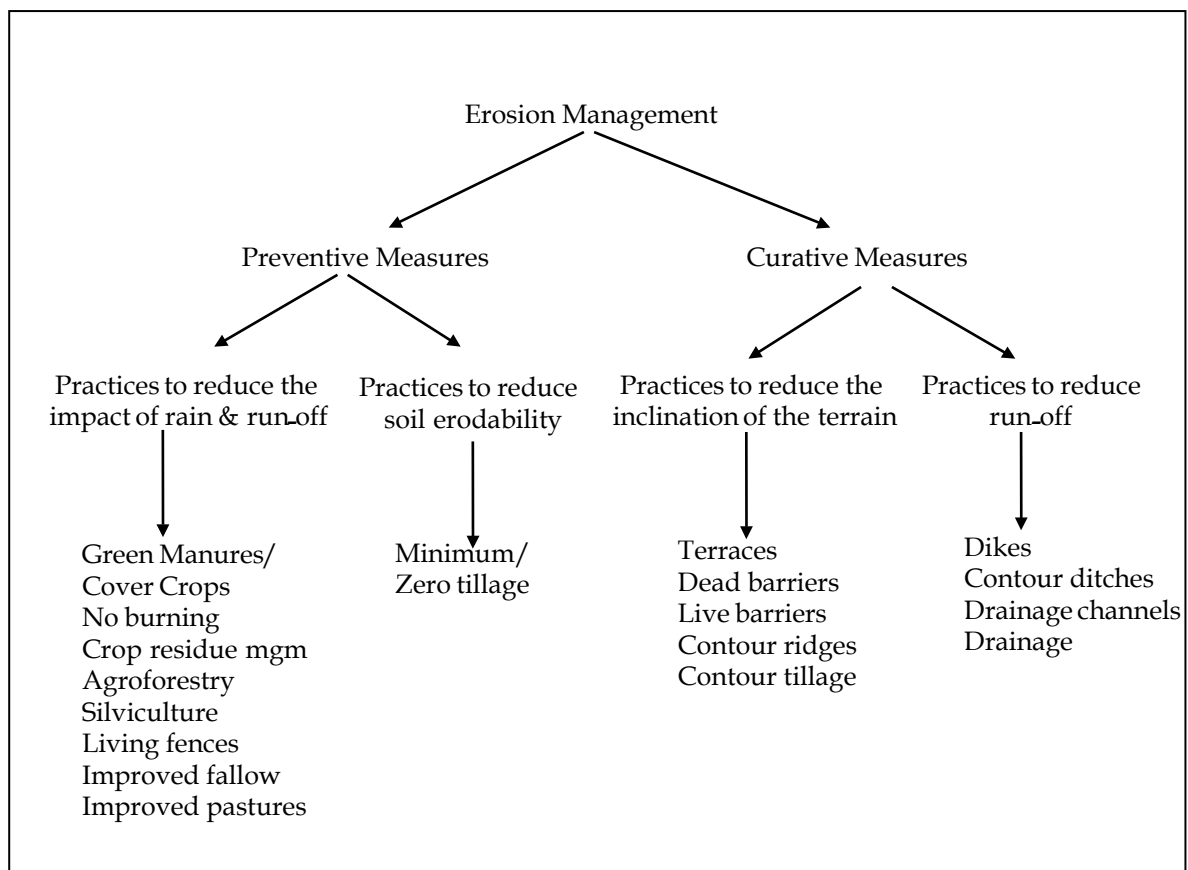 Erosion Management
Preventive Measures
Curative Measures
Practices to reduce the
impact of rain & run-off
Practices to reduce
soil erodability
Practices to reduce the
inclination of the terrain
Practices to reduce
run-off
Green Manures/
Cover Crops
No burning
Crop residue mgm
Agroforestry
Silviculture
Living fences
Improved fallow
Improved pastures
Minimum/
Zero tillage
Terraces
Dead barriers
Live barriers
Contour ridges
Contour tillage
Dikes
Contour ditches
Drainage channels
Drainage